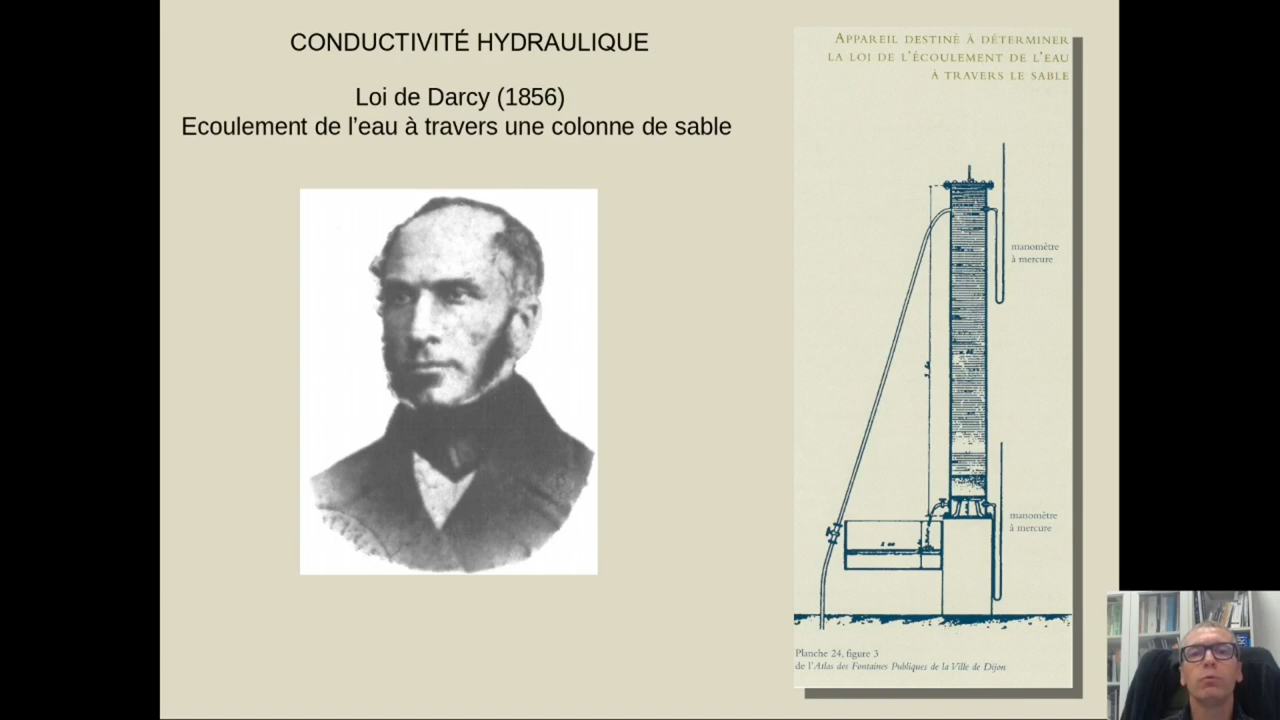 CONDUCTIVITÉ HYDRAULIQUE
Loi de Darcy (1856)
Ecoulement de l'eau à travers une colonne de sable
APPAREIL DESTINÉ À DÉTERMINER
LA LOI DE L'ÉCOULEMENT DE L'EAU
À TRAVERS LE SABLE
manomètre
à mercure
manomètre
à mercure
Planche 24, figure 3
de l'Atlas des Fontaines Publiques de la Ville de Dijon